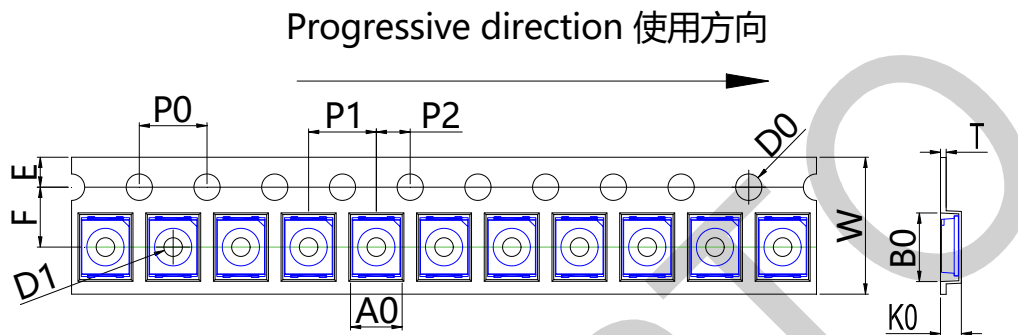 Progressive direction 使用方向
P0
P1
P2
D0
T
E
F
W
B0
D1
A0
K0